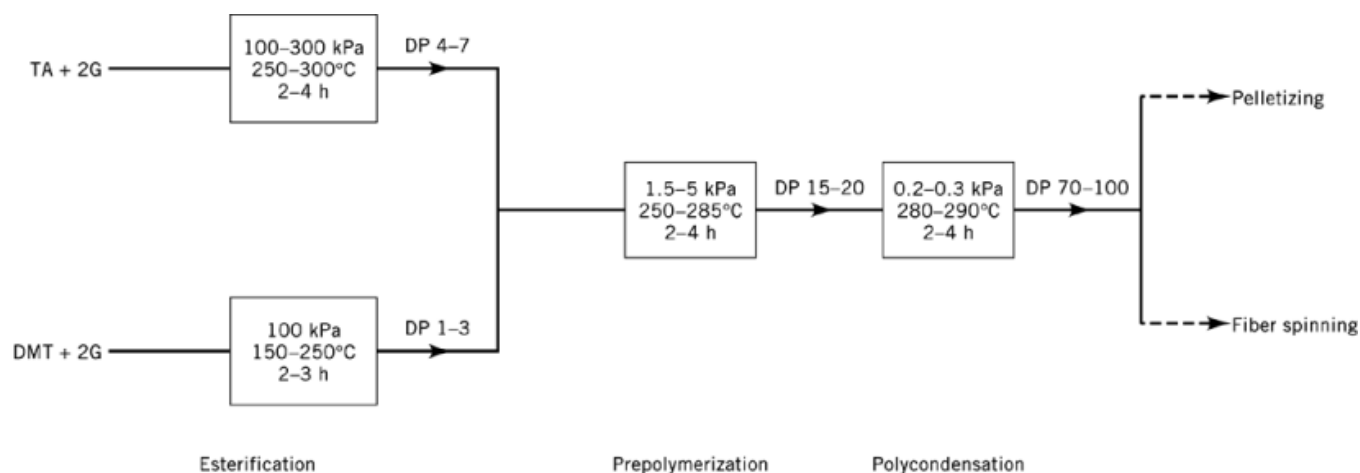 TA + 2G
100–300 kPa
250–300°C
2–4 h
DP 4–7
DMT + 2G
100 kPa
150–250°C
2–3 h
DP 1–3
1.5–5 kPa
250–285°C
2–4 h
DP 15–20
0.2–0.3 kPa
280–290°C
2–4 h
DP 70–100
Pelletizing
Fiber spinning
Esterification
Prepolymerization
Polycondensation